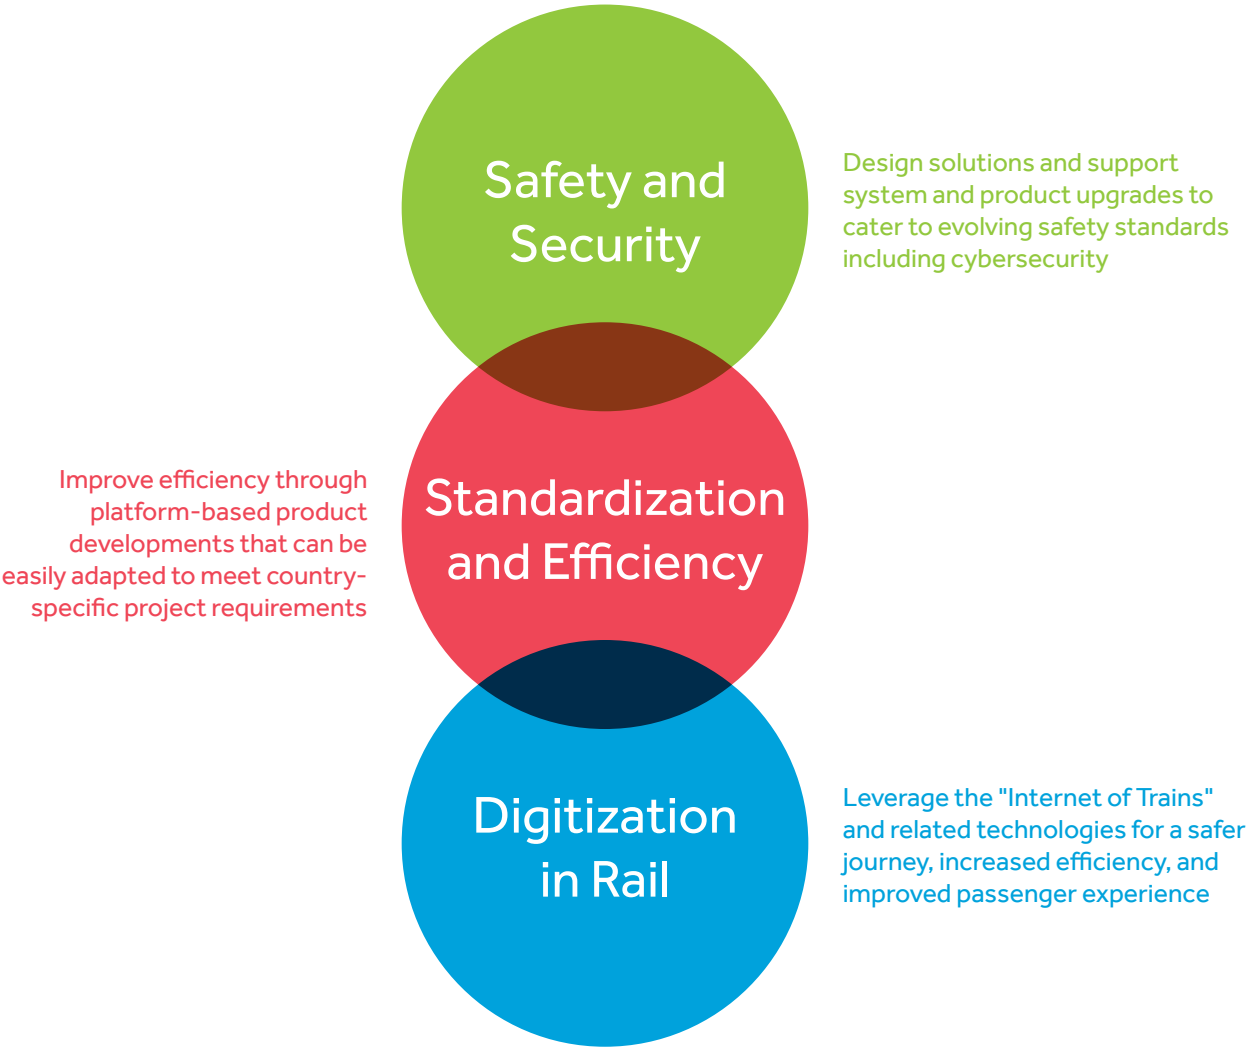 Safety and
Security
Design solutions and support
system and product upgrades to
cater to evolving safety standards
including cybersecurity
Improve efficiency through
platform-based product
developments that can be
easily adapted to meet country-
specific project requirements
Standardization
and Efficiency
Digitization
in Rail
Leverage the "Internet of Trains"
and related technologies for a safer
journey, increased efficiency, and
improved passenger experience